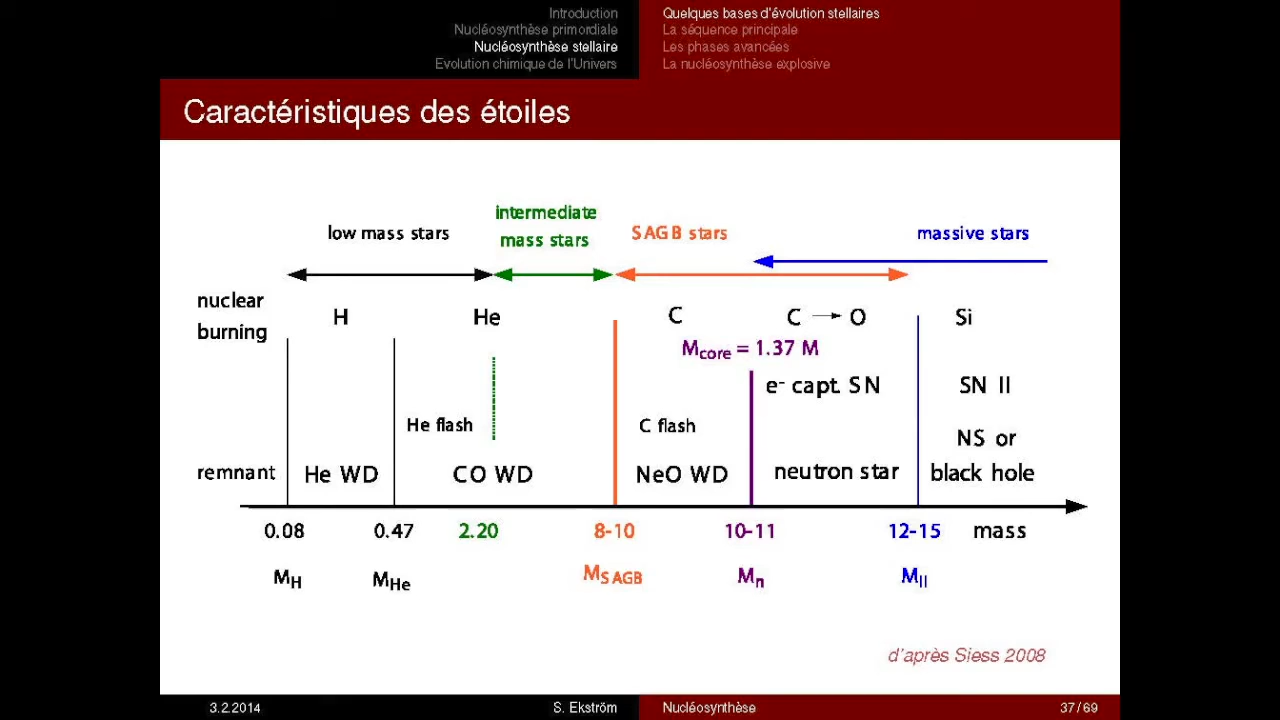 Introduction
Nucléosynthèse primordiale
Nucléosynthèse stellaire
Evolution chimique de l'Univers
Quelques bases d'évolution stellaires
La séquence principale
Les phases avancées
La nucléosynthèse explosive
Caractéristiques des étoiles
low mass stars
intermediate
mass stars
SAGB stars
massive stars
nuclear
burning
H He C C → O Si
Mcore = 1.37 M
e- capt. SN SN II
He flash C flash
NS or
remnant He WD CO WD NeO WD neutron star black hole
0.08 0.47 2.20 8-10 10-11 12-15 mass
MH MHe MSAGB Mn MII
d'après Siess 2008
3.2.2014 S. Ekström Nucléosynthèse 37/69